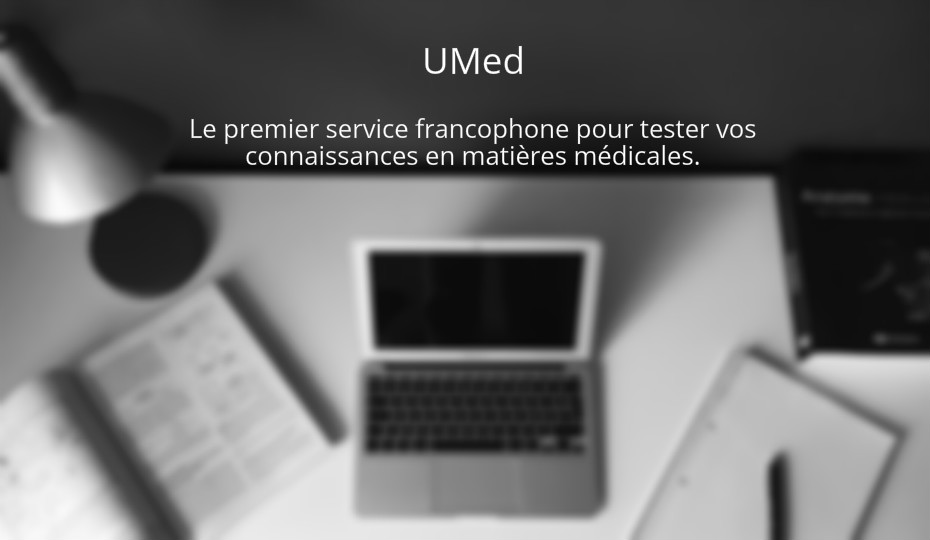 UMed
Le premier service francophone pour tester vos
connaissances en matières médicales.